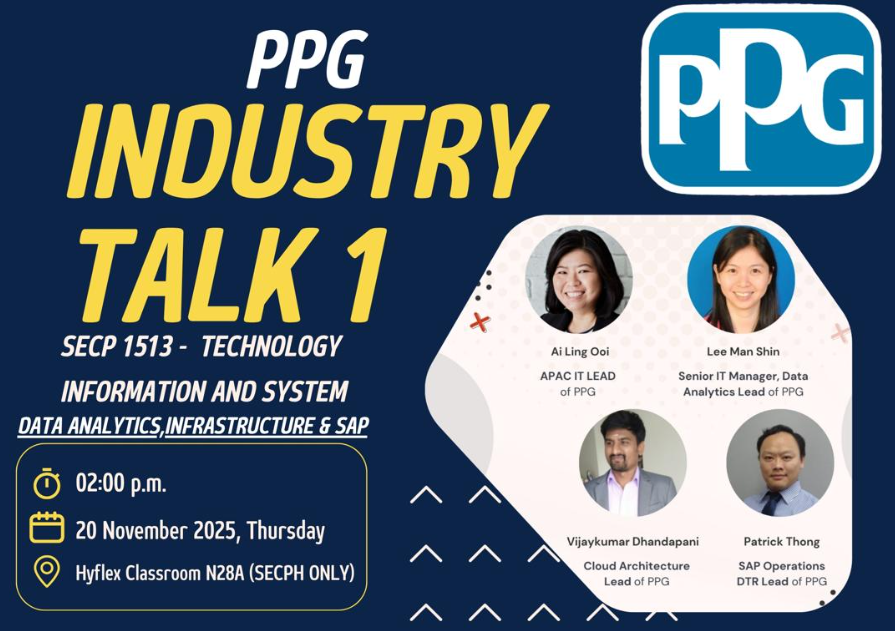 PPG
INDUSTRY
TALK 1
SECP 1513 - TECHNOLOGY
INFORMATION AND SYSTEM
DATA ANALYTICS,INFRASTRUCTURE & SAP
02:00 p.m.
20 November 2025, Thursday
Hyflex Classroom N28A (SECPH ONLY)
PPG
Ai Ling Ooi
APAC IT LEAD
of PPG
Lee Man Shin
Senior IT Manager, Data
Analytics Lead of PPG
Vijaykumar Dhandapani
Cloud Architecture
Lead of PPG
Patrick Thong
SAP Operations
DTR Lead of PPG